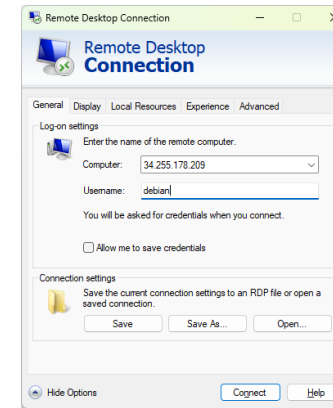 Remote Desktop Connection
Remote Desktop
Connection
General Display Local Resources Experience Advanced
Log-on settings
Enter the name of the remote computer.
Computer: 34.255.178.209
Username: debian
You will be asked for credentials when you connect.
Allow me to save credentials
Connection settings
Save the current connection settings to an RDP file or open a
saved connection.
Save Save As... Open...
Hide Options Connect Help